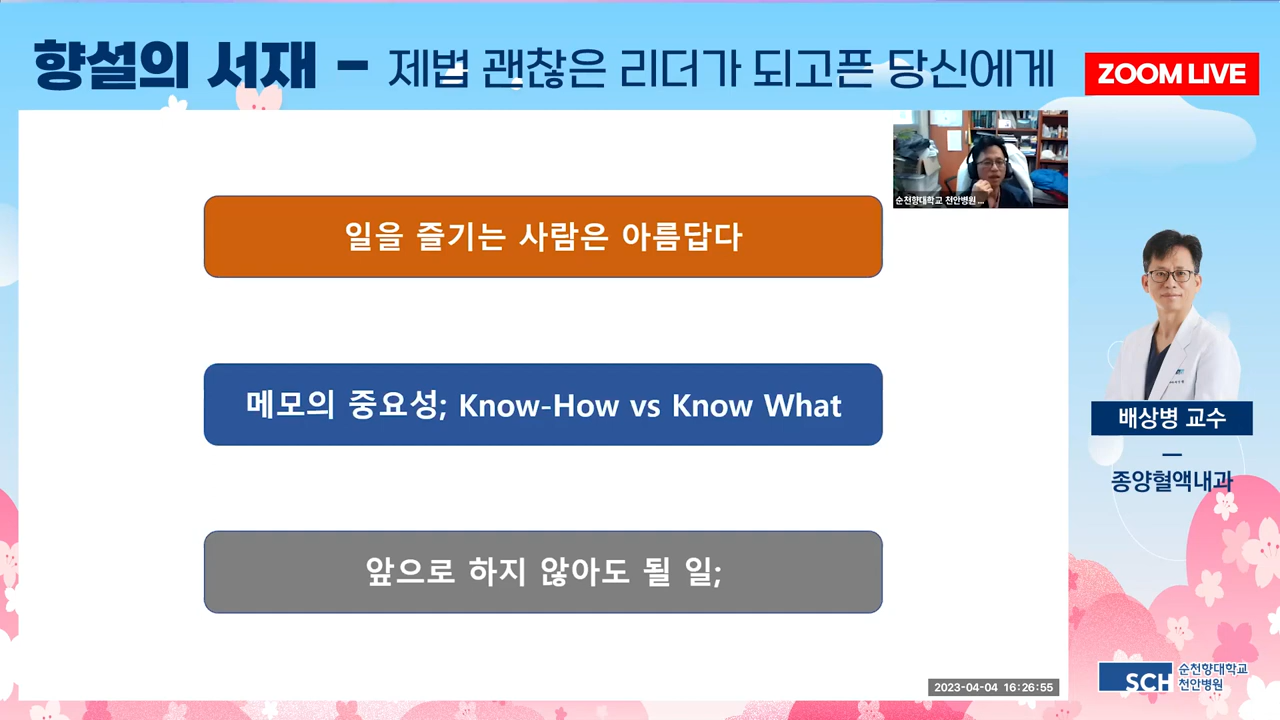 향설의 서재 - 제법 괜찮은 리더가 되고픈 당신에게
ZOOM LIVE
순천향대학교 천안병원 ...
일을 즐기는 사람은 아름답다
메모의 중요성; Know-How vs Know What
앞으로 하지 않아도 될 일;
배상병 교수
종양혈액내과
2023-04-04 16:26:55
SCH
순천향대학교
천안병원